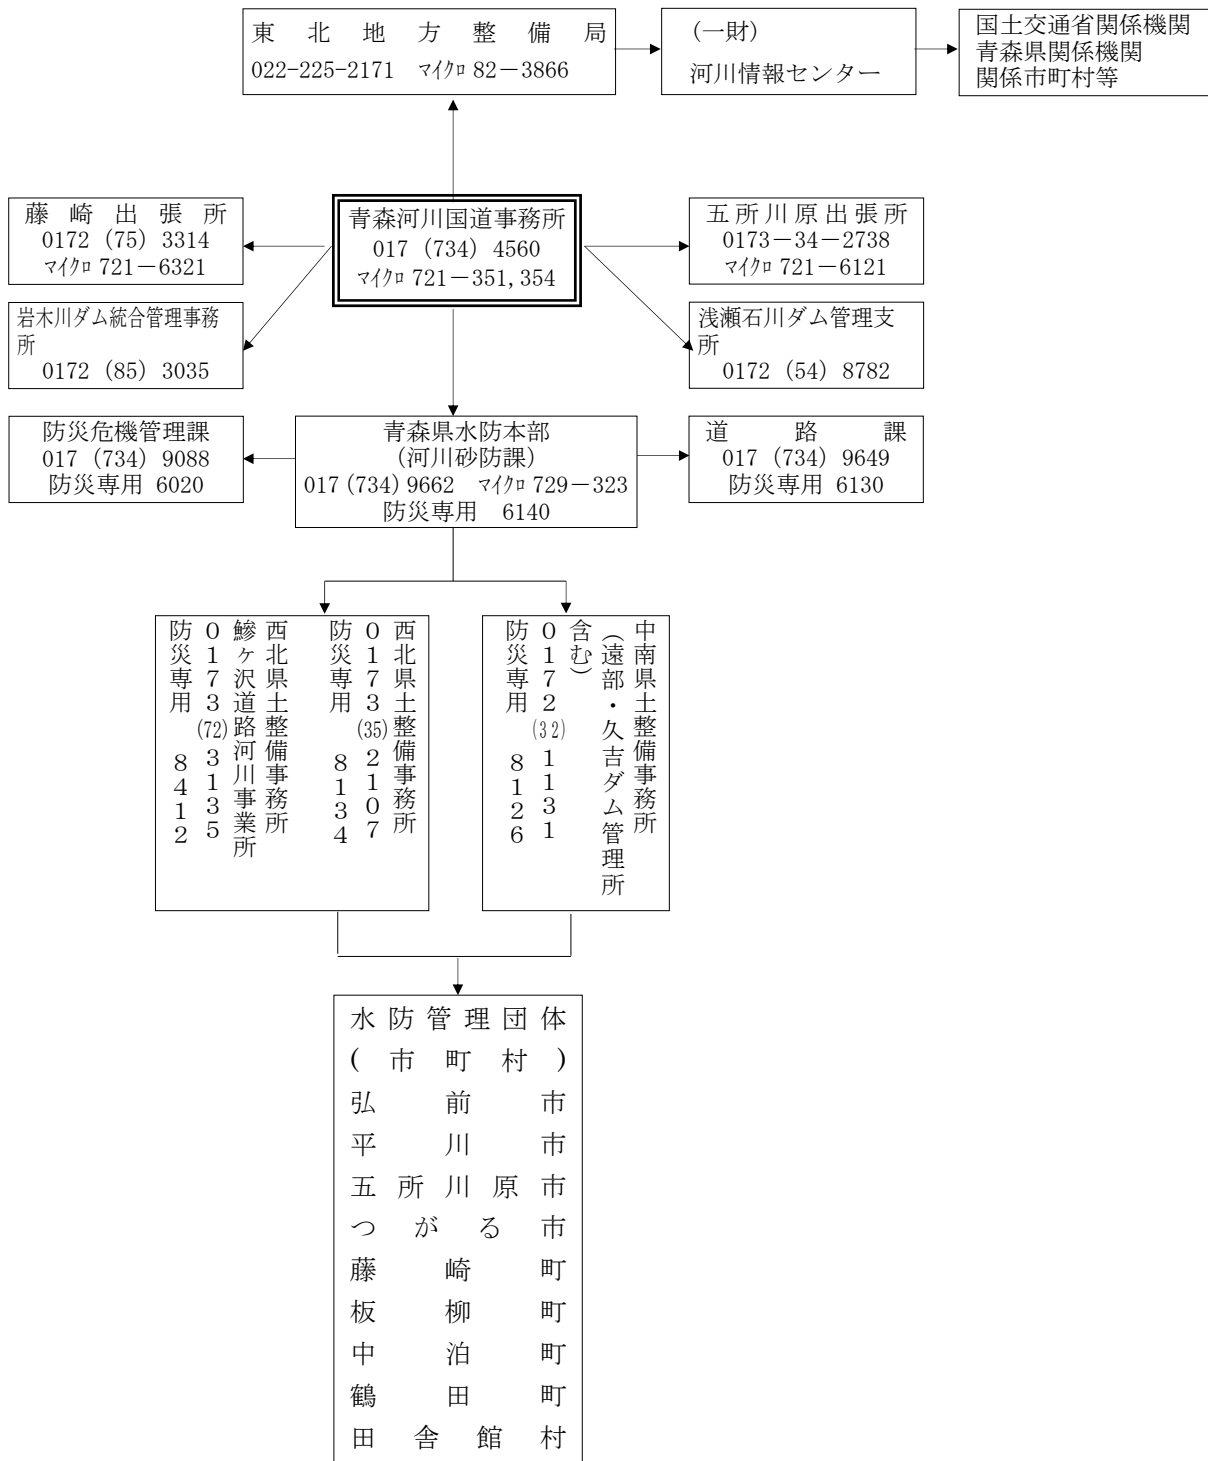 東北地方整備局
022-225-2171 ﾏｲｸﾛ 82－3866
(一財)
河川情報センター
国土交通省関係機関
青森県関係機関
関係市町村等
藤崎出張所
0172 (75) 3314
ﾏｲｸﾛ 721－6321
青森河川国道事務所
017 (734) 4560
ﾏｲｸﾛ 721－351, 354
五所川原出張所
0173－34－2738
ﾏｲｸﾛ 721－6121
岩木川ダム統合管理事務
所
0172 (85) 3035
浅瀬石川ダム管理支
所
0172 (54) 8782
防災危機管理課
017 (734) 9088
防災専用 6020
青森県水防本部
(河川砂防課)
017 (734) 9662 ﾏｲｸﾛ 729－323
防災専用 6140
道路課
017 (734) 9649
防災専用 6130
西北県土整備事務所
０１７３(35)２１０７
防災専用 ８１３４
西北県土整備事務所
鰺ヶ沢道路河川事業所
０１７３(72)３１３５
防災専用 ８４１２
中南県土整備事務所
(遠部・久吉ダム管理所
含む)
０１７２(32)１１３１
防災専用 ８１２６
水防管理団体
(市町村)
弘前市
平川市
五所川原市
つがる市
藤崎町
板柳町
中泊町
鶴田町
田舎館村